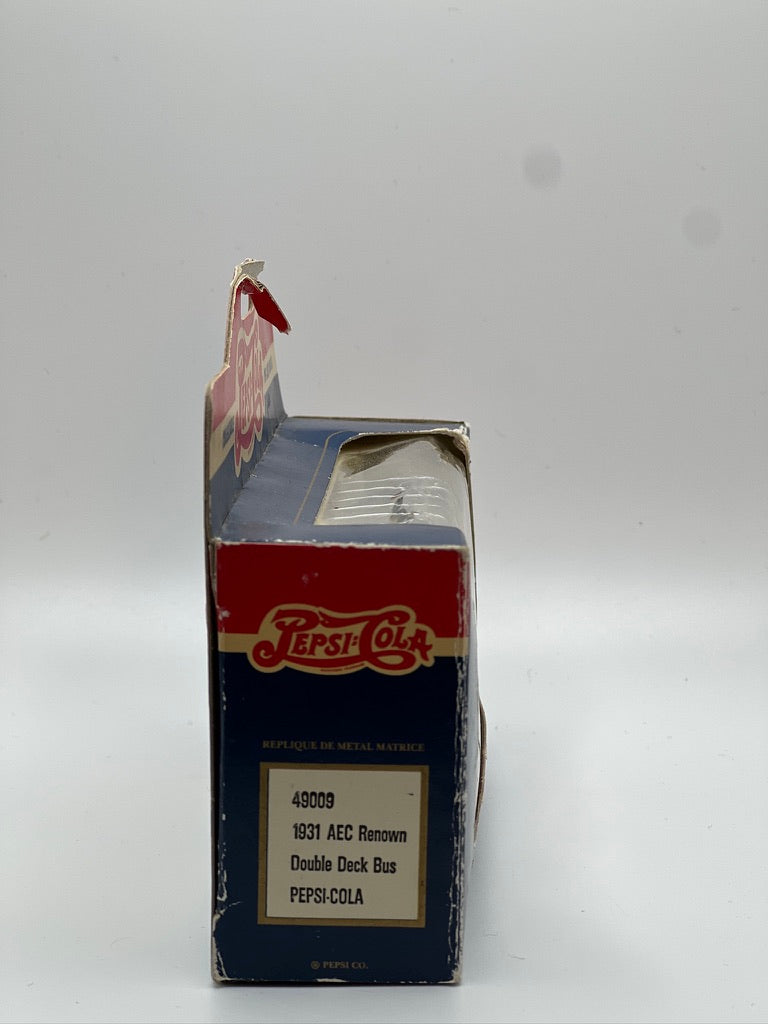 PEPSI:COLA
REPLIQUE DE METAL MATRICE
49009
1931 AEC Renown
Double Deck Bus
PEPSI-COLA
® PEPSI CO.